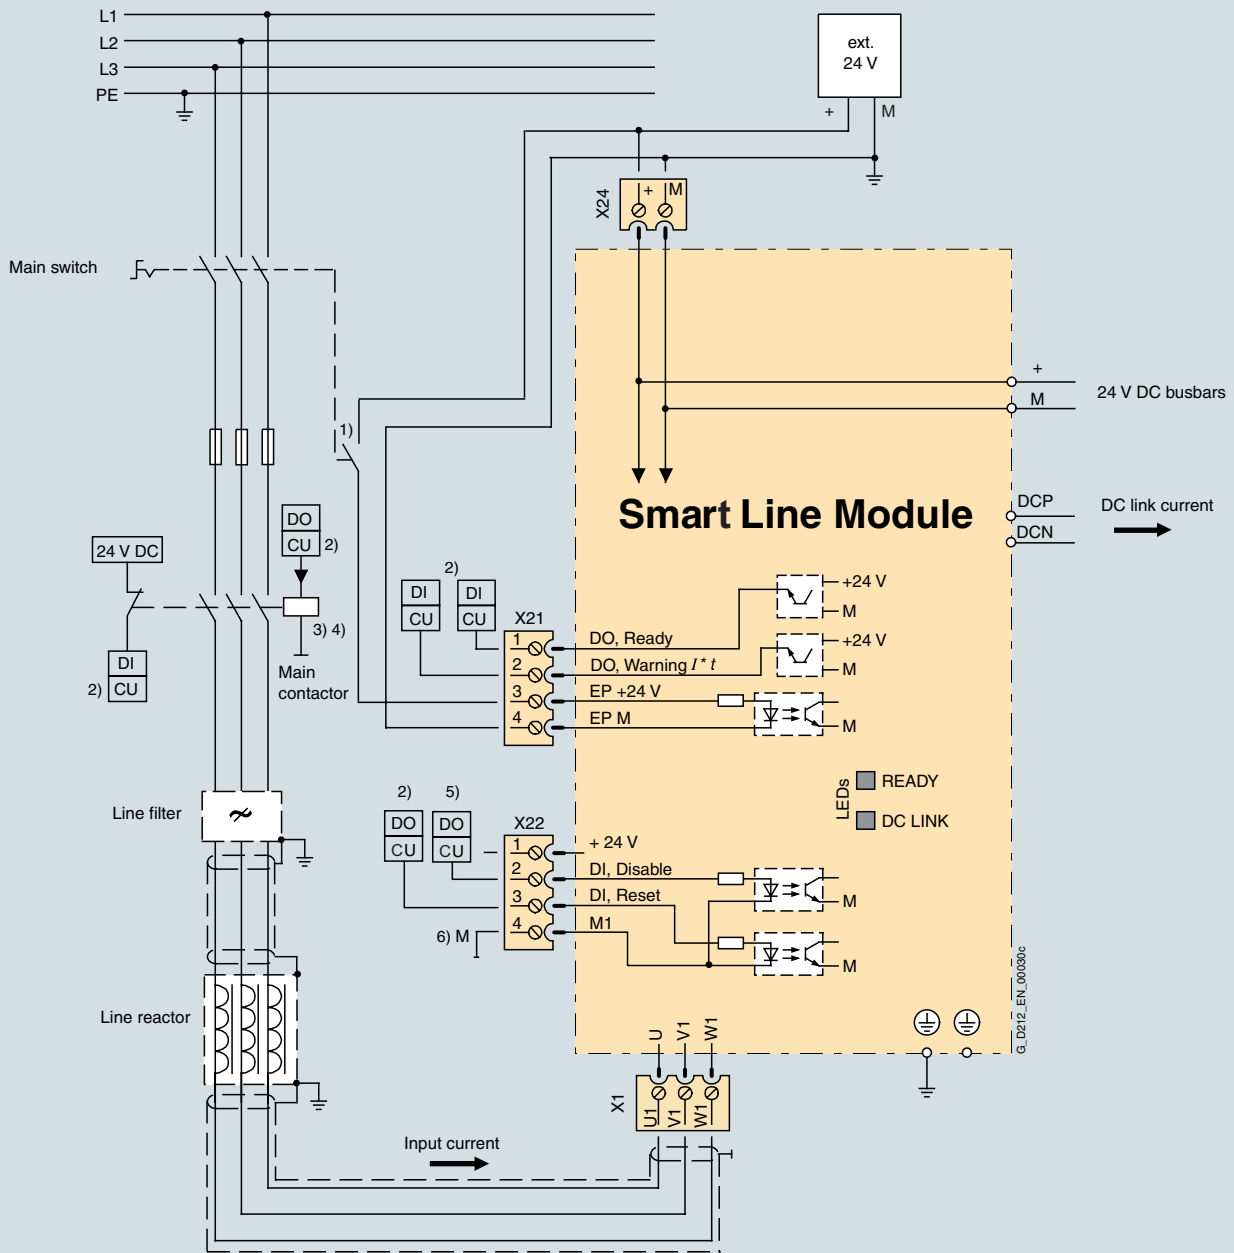 L1
L2
L3
PE
ext.
24 V
+
M
X24
+ M
Main switch
+
M
24 V DC busbars
1)
Smart Line Module
DCP
DCN
DC link current
DO
CU
2)
24 V DC
3) 4)
Main
contactor
DI
CU
2)
2)
DI
CU
DI
CU
X21
1
2
3
4
DO, Ready
DO, Warning I * t
EP +24 V
EP M
+24 V
M
+24 V
M
M
LEDs
READY
DC LINK
Line filter
2)
5)
DO
CU
DO
CU
X22
1
2
3
4
+ 24 V
DI, Disable
DI, Reset
M1
6) M
M
M
Line reactor
G_D212_EN_00030c
U
V1
W1
X1
U1
V1
W1
Input current